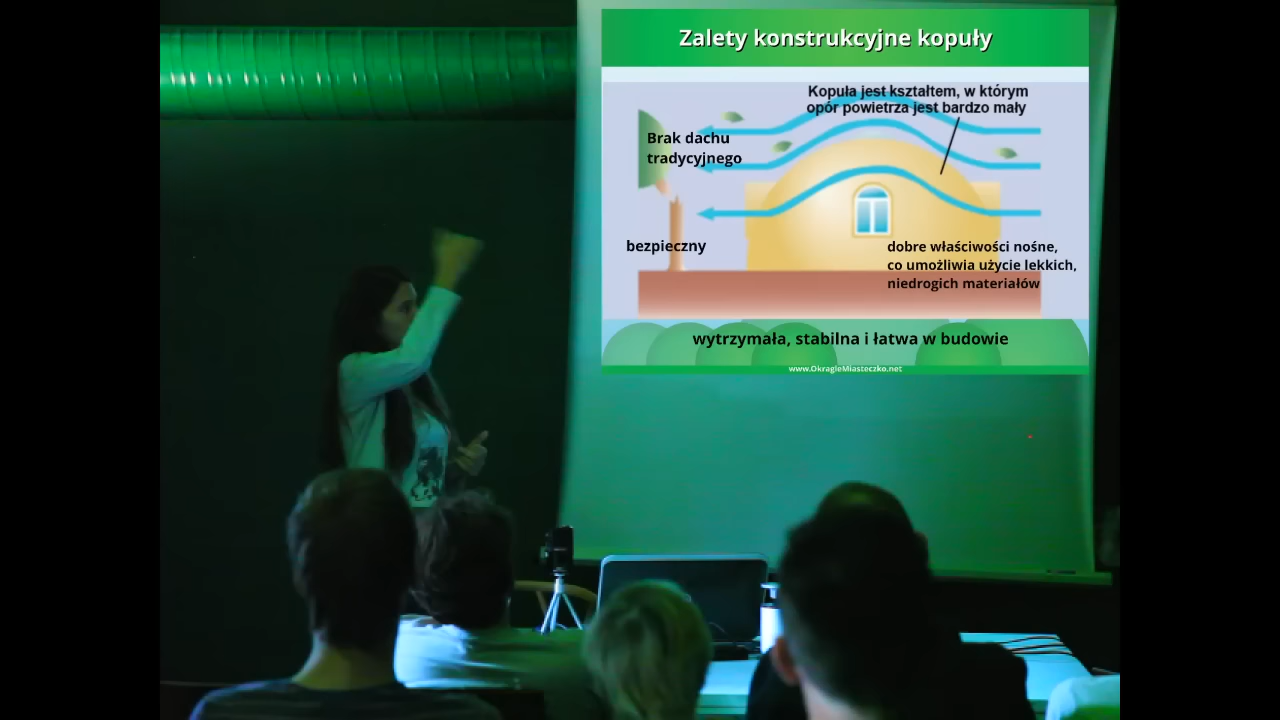 Zalety konstrukcyjne kopuły
Kopuła jest kształtem, w którym
opór powietrza jest bardzo mały
Brak dachu
tradycyjnego
bezpieczny
dobre właściwości nośne,
co umożliwia użycie lekkich,
niedrogich materiałów
wytrzymała, stabilna i łatwa w budowie
www.OkragleMiasteczko.net